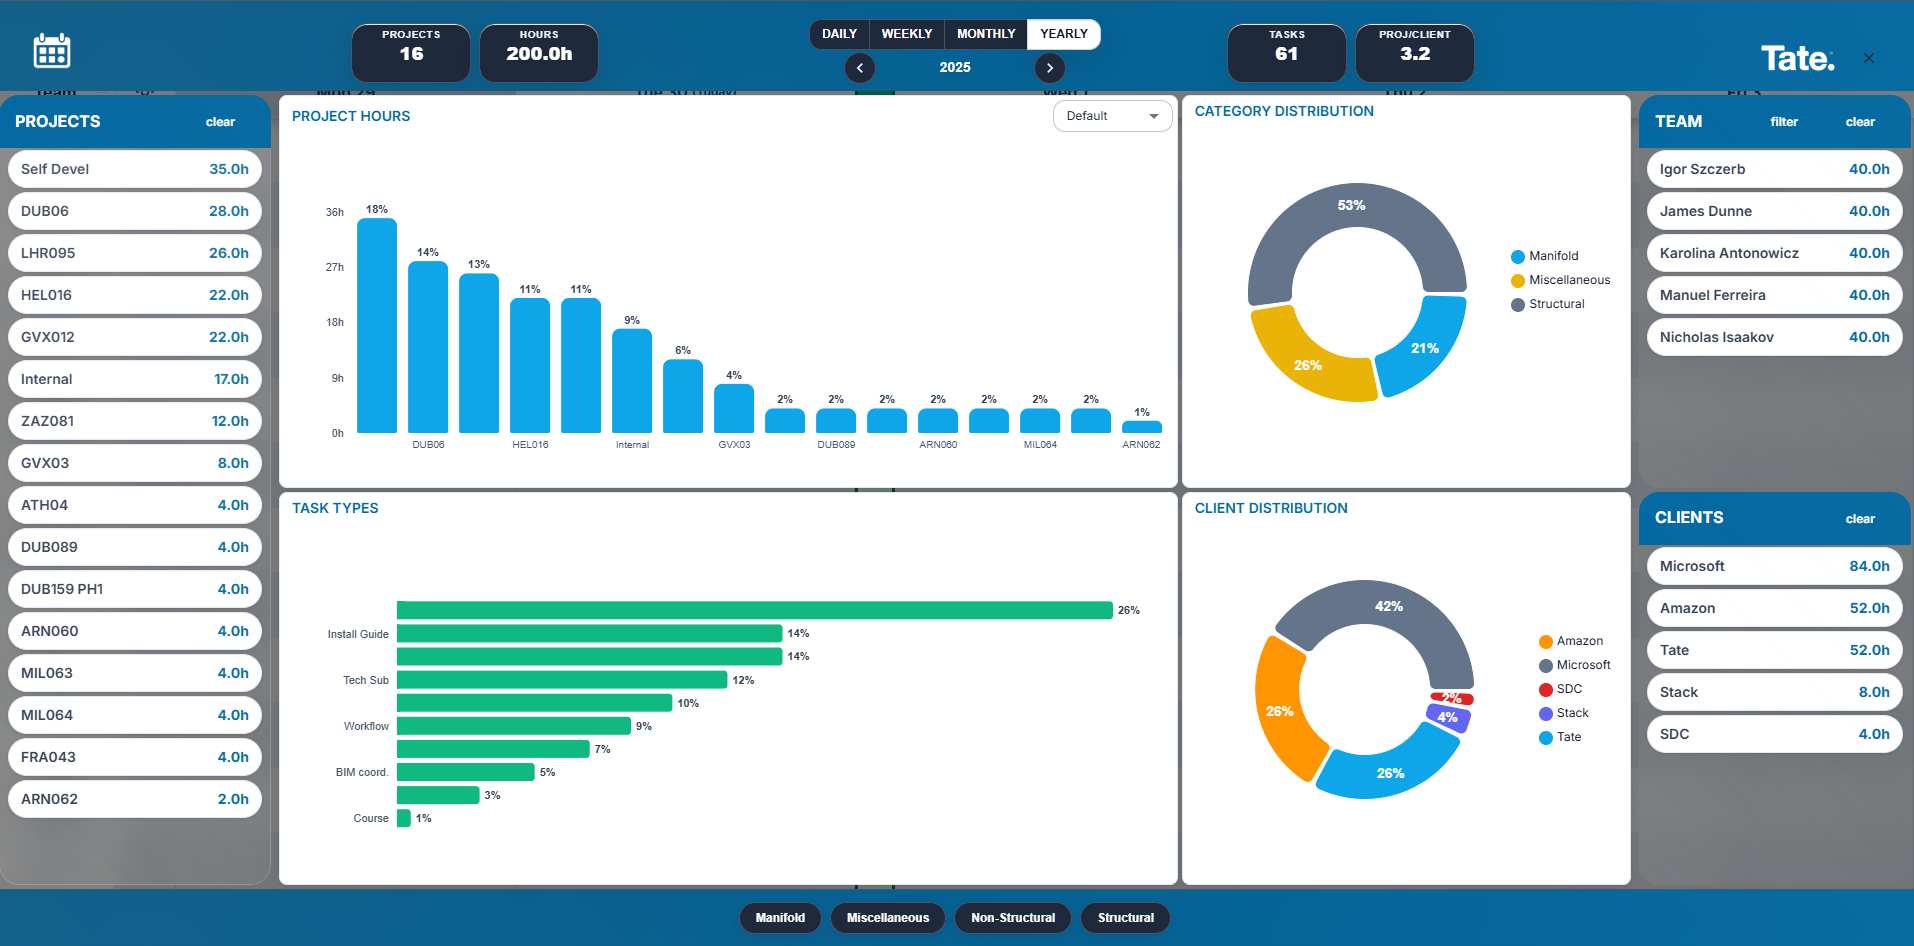 PROJECTS
16
HOURS
200.0h
DAILY WEEKLY MONTHLY YEARLY
2025
TASKS
61
PROJ/CLIENT
3.2
Tate.
PROJECTS clear
Self Devel 35.0h
DUB06 28.0h
LHR095 26.0h
HEL016 22.0h
GVX012 22.0h
Internal 17.0h
ZAZ081 12.0h
GVX03 8.0h
ATH04 4.0h
DUB089 4.0h
DUB159 PH1 4.0h
ARN060 4.0h
MIL063 4.0h
MIL064 4.0h
FRA043 4.0h
ARN062 2.0h
PROJECT HOURS
Default
36h
27h
18h
9h
0h
18%
14%
13%
11%
11%
9%
6%
4%
2%
2%
2%
2%
2%
2%
2%
1%
DUB06 HEL016 Internal GVX03 DUB089 ARN060 MIL064 ARN062
CATEGORY DISTRIBUTION
53%
26%
21%
Manifold
Miscellaneous
Structural
TASK TYPES
26%
Install Guide 14%
14%
Tech Sub 12%
10%
Workflow 9%
7%
BIM coord. 5%
3%
Course 1%
CLIENT DISTRIBUTION
42%
2%
4%
26%
26%
Amazon
Microsoft
SDC
Stack
Tate
TEAM filter clear
Igor Szczerb 40.0h
James Dunne 40.0h
Karolina Antonowicz 40.0h
Manuel Ferreira 40.0h
Nicholas Isaakov 40.0h
CLIENTS clear
Microsoft 84.0h
Amazon 52.0h
Tate 52.0h
Stack 8.0h
SDC 4.0h
Manifold Miscellaneous Non-Structural Structural